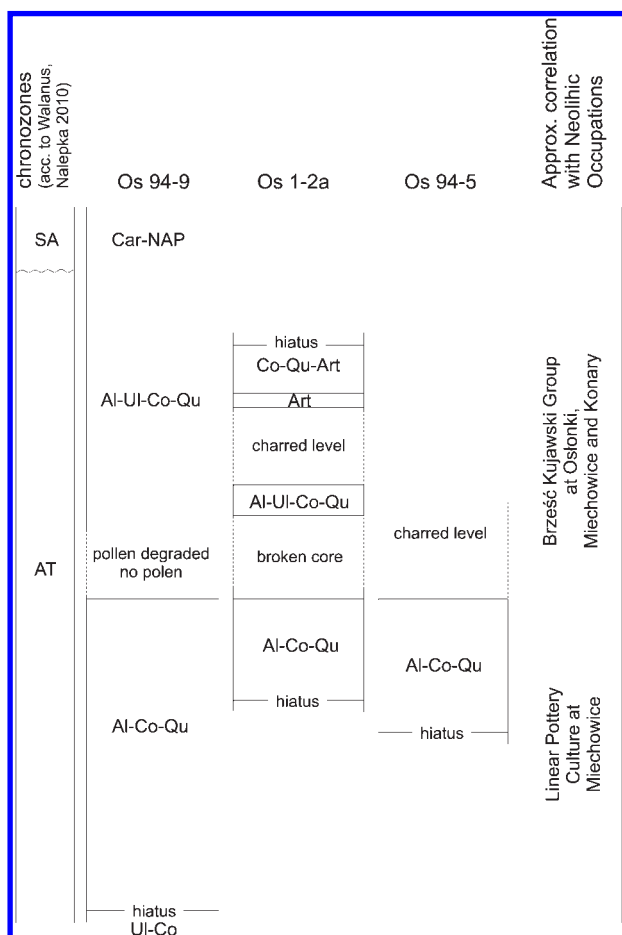 chronozones
(acc. to Walanus,
Nalepka 2010)
Os 94-9
Os 1-2a
Os 94-5
Approx. correlation
with Neolihic
Occupations
SA
Car-NAP
hiatus
Co-Qu-Art
Al-Ul-Co-Qu
Art
charred level
Al-Ul-Co-Qu
Brześć Kujawski Group
at Osłonki,
Miechowice and Konary
AT
pollen degraded
no polen
broken core
charred level
Al-Co-Qu
Al-Co-Qu
hiatus
Al-Co-Qu
hiatus
Linear Pottery
Culture at
Miechowice
hiatus
Ul-Co